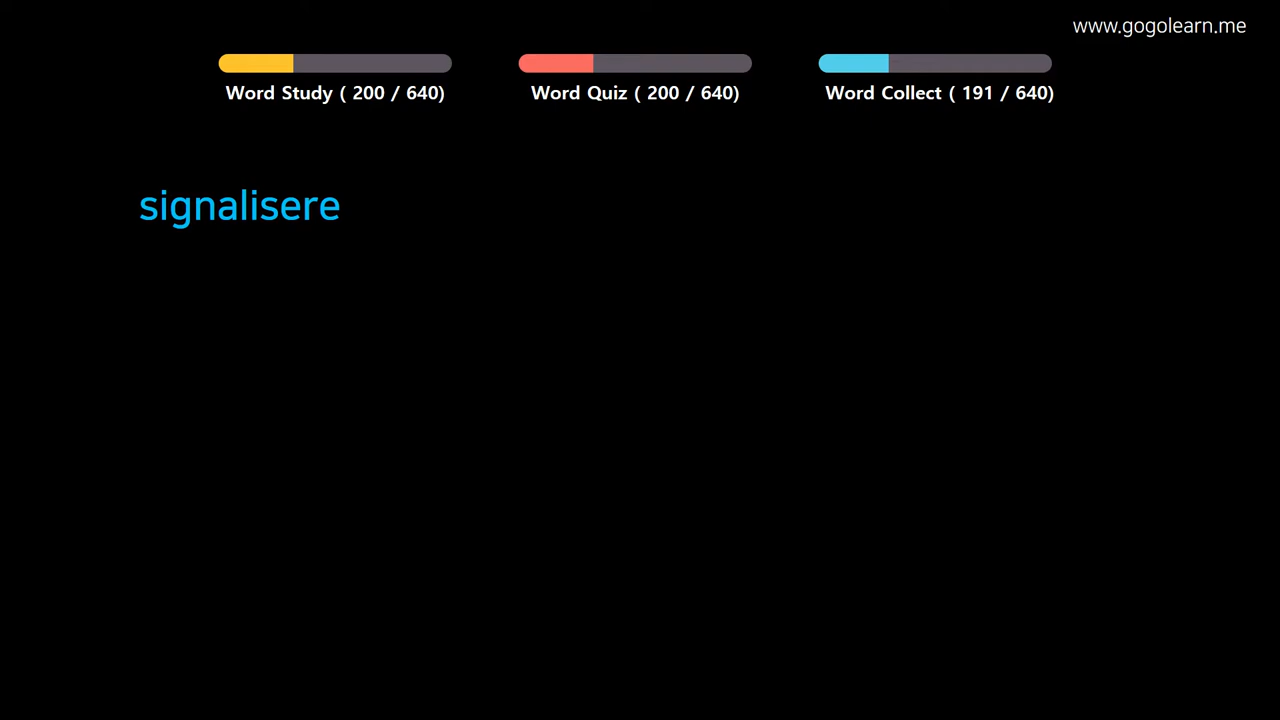 www.gogolearn.me
Word Study ( 200 / 640)
Word Quiz ( 200 / 640)
Word Collect ( 191 / 640)
signalisere